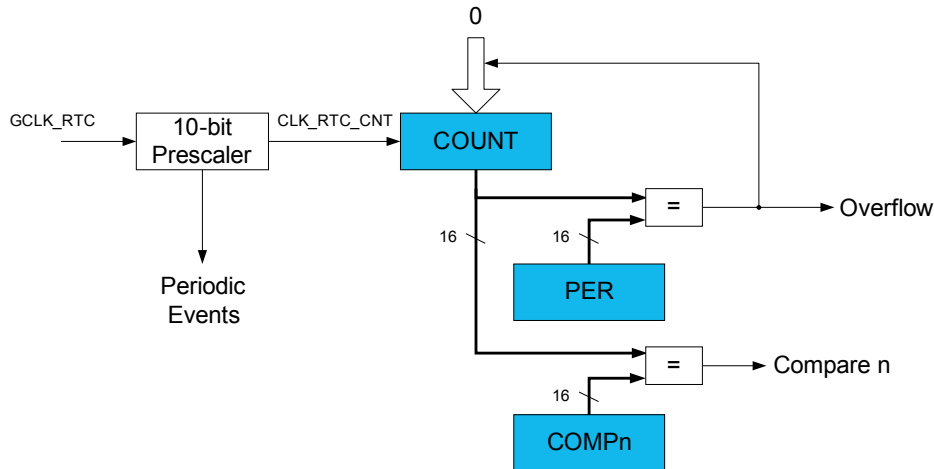 0
GCLK_RTC
10-bit
Prescaler
CLK_RTC_CNT
COUNT
=
Overflow
16
16
Periodic
Events
PER
=
Compare n
16
COMPn